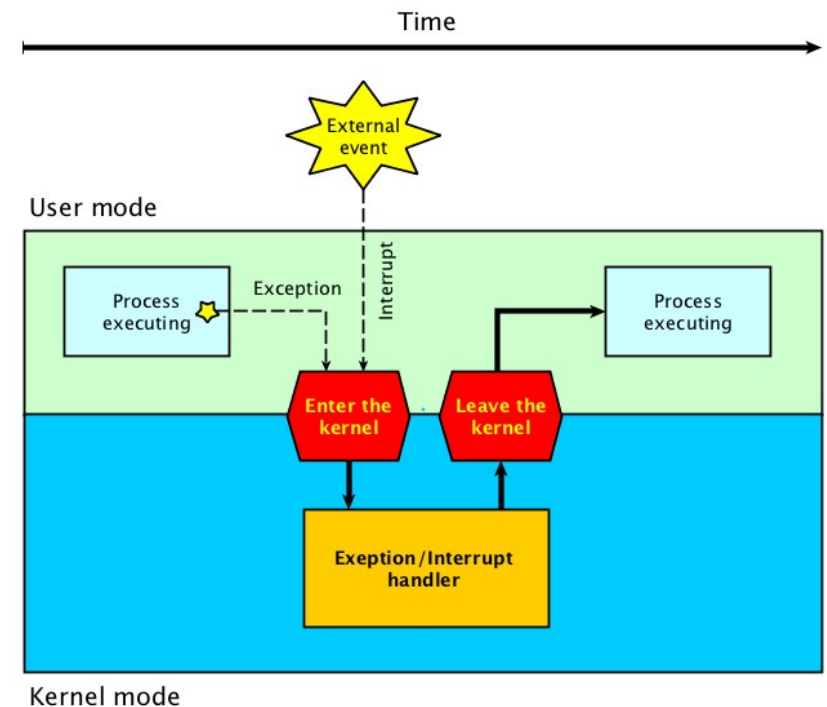 Time
External
event
User mode
Interrupt
Exception
Process
executing
Process
executing
Enter the
kernel
Leave the
kernel
Exeption/Interrupt
handler
Kernel mode